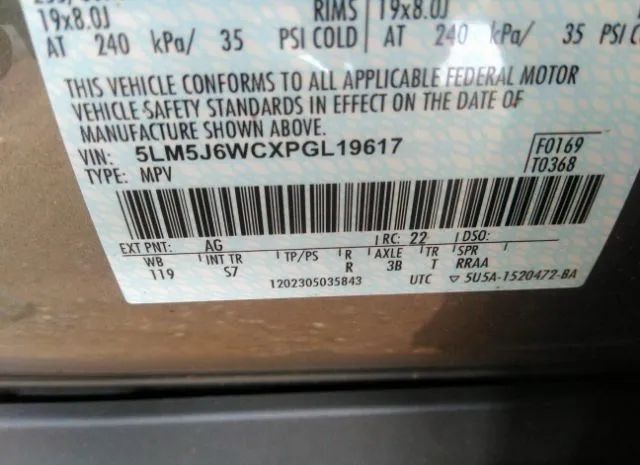 RIMS
19x8.0J 19x8.0J
AT 240 kPa/ 35 PSI COLD AT 240 kPa/ 35 PSI
THIS VEHICLE CONFORMS TO ALL APPLICABLE FEDERAL MOTOR
VEHICLE SAFETY STANDARDS IN EFFECT ON THE DATE OF
MANUFACTURE SHOWN ABOVE.
VIN: 5LM5J6WCXPGL19617 F0169
TYPE: MPV T0368
EXT PNT: AG RC: 22 DSO:
WB INT TR TP/PS R AXLE TR SPR
119 S7 R 3B T RRAA
1202305035843 UTC ▽ 5U5A-1520472-BA